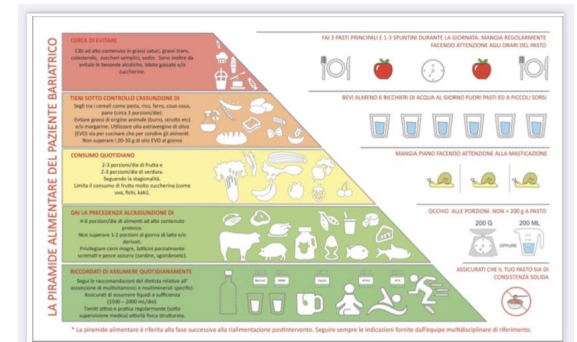 LA PIRAMIDE ALIMENTARE DEL PAZIENTE BARIATRICO
CERCA DI EVITARE
Cibi ad alto contenuto in grassi saturi, grassi trans,
colesterolo, zuccheri semplici, sodio. Sono inoltre da
evitare le bevande alcoliche, bibite gassate e/o
zuccherine.
TIENI SOTTO CONTROLLO L'ASSUNZIONE DI
Segli tra i cereali come pasta, riso, farro, cous-cous,
pane (circa 3 porzioni/die).
Evitare grassi di origine animale (burro, strutto etc)
e/o margarine. Utilizzare olio extravergine di oliva
(EVO) sia per cucinare che per condire gli alimenti
Non superare i 20-30 g di olio EVO al giorno
CONSUMO QUOTIDIANO
2-3 porzioni/die di frutta e
2-3 porzioni/die di verdura.
Seguendo la stagionalità.
Limita il consumo di frutta molto zuccherina (come
uva, fichi, kaki).
DAI LA PRECEDENZA ALL'ASSUNZIONE DI
4-6 porzioni/die di alimenti ad alto contenuto
proteico.
Non superare 1-2 porzioni al giorno di latte o/o
derivati.
Privilegiare carni magre, latticini parzialmente
scremati e pesce azzurro (sardine, sgombro etc).
RICORDATI DI ASSUMERE QUOTIDIANAMENTE
Segui le raccomandazioni del dietista relative all'
assunzione di multivitaminici e multiminerali specifici.
Assicurati di assumere liquidi a sufficienza
(1500 – 2000 mL/die).
Tieniti attivo e pratica regolarmente (sotto
supervisione medica) attività fisica strutturata.
FAI 3 PASTI PRINCIPALI E 1-3 SPUNTINI DURANTE LA GIORNATA. MANGIA REGOLARMENTE
FACENDO ATTENZIONE AGLI ORARI DEL PASTO
BEVI ALMENO 6 BICCHIERI DI ACQUA AL GIORNO FUORI PASTI ED A PICCOLI SORSI
MANGIA PIANO FACENDO ATTENZIONE ALLA MASTICAZIONE
OCCHIO ALLE PORZIONI. NON > 200 g A PASTO
200 G
200 ML
OPPURE
ASSICURATI CHE IL TUO PASTO SIA DI
CONSISTENZA SOLIDA
* La piramide alimentare è riferita alla fase successiva alla rialimentazione postintervento. Seguire sempre le indicazioni fornite dall'equipe multidisciplinare di riferimento.